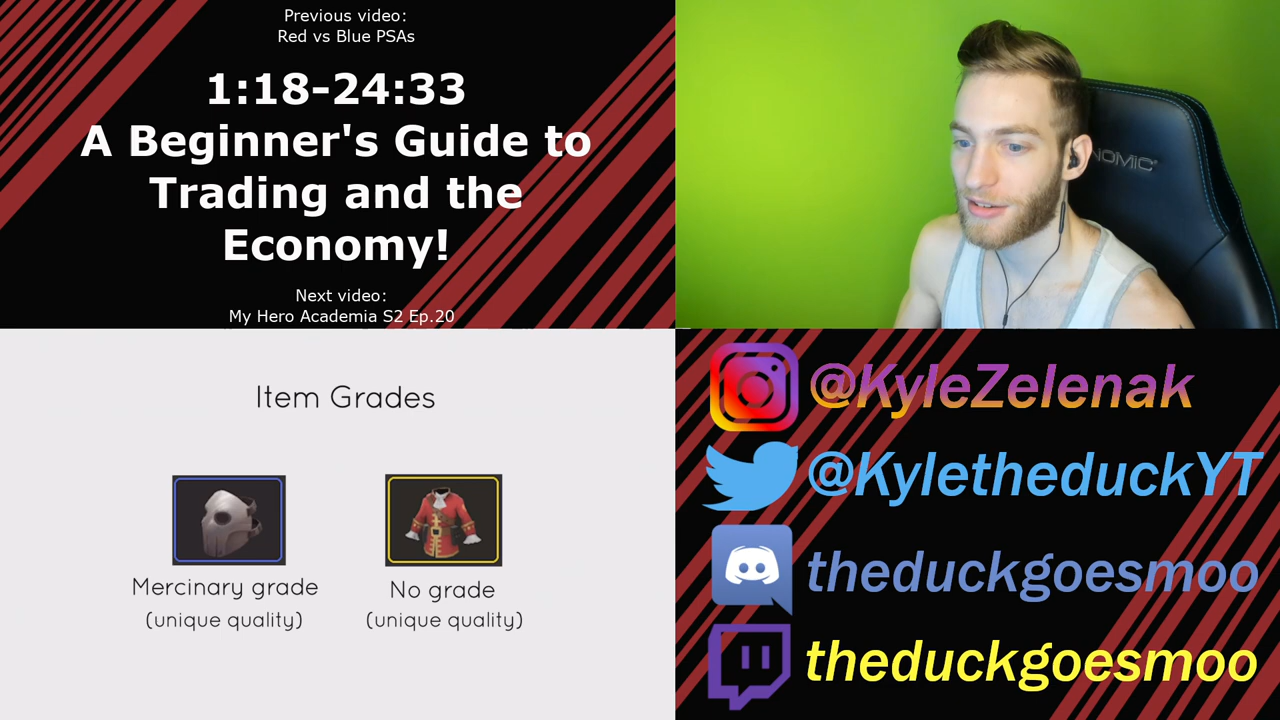 Previous video:
Red vs Blue PSAs
1:18-24:33
A Beginner's Guide to
Trading and the
Economy!
Next video:
My Hero Academia S2 Ep.20
NOMIC
Item Grades
Mercinary grade
(unique quality)
No grade
(unique quality)
@KyleZelenak
@KyletheduckYT
theduckgoesmoo
theduckgoesmoo